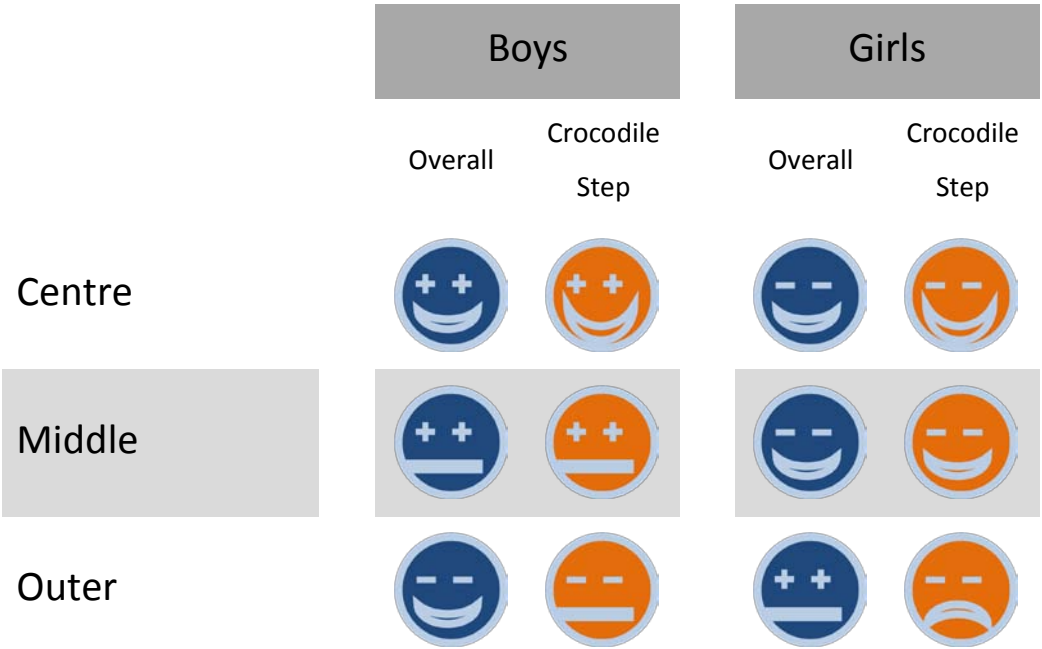 Boys
Girls
Overall
Crocodile
Step
Overall
Crocodile
Step
Centre
Middle
Outer